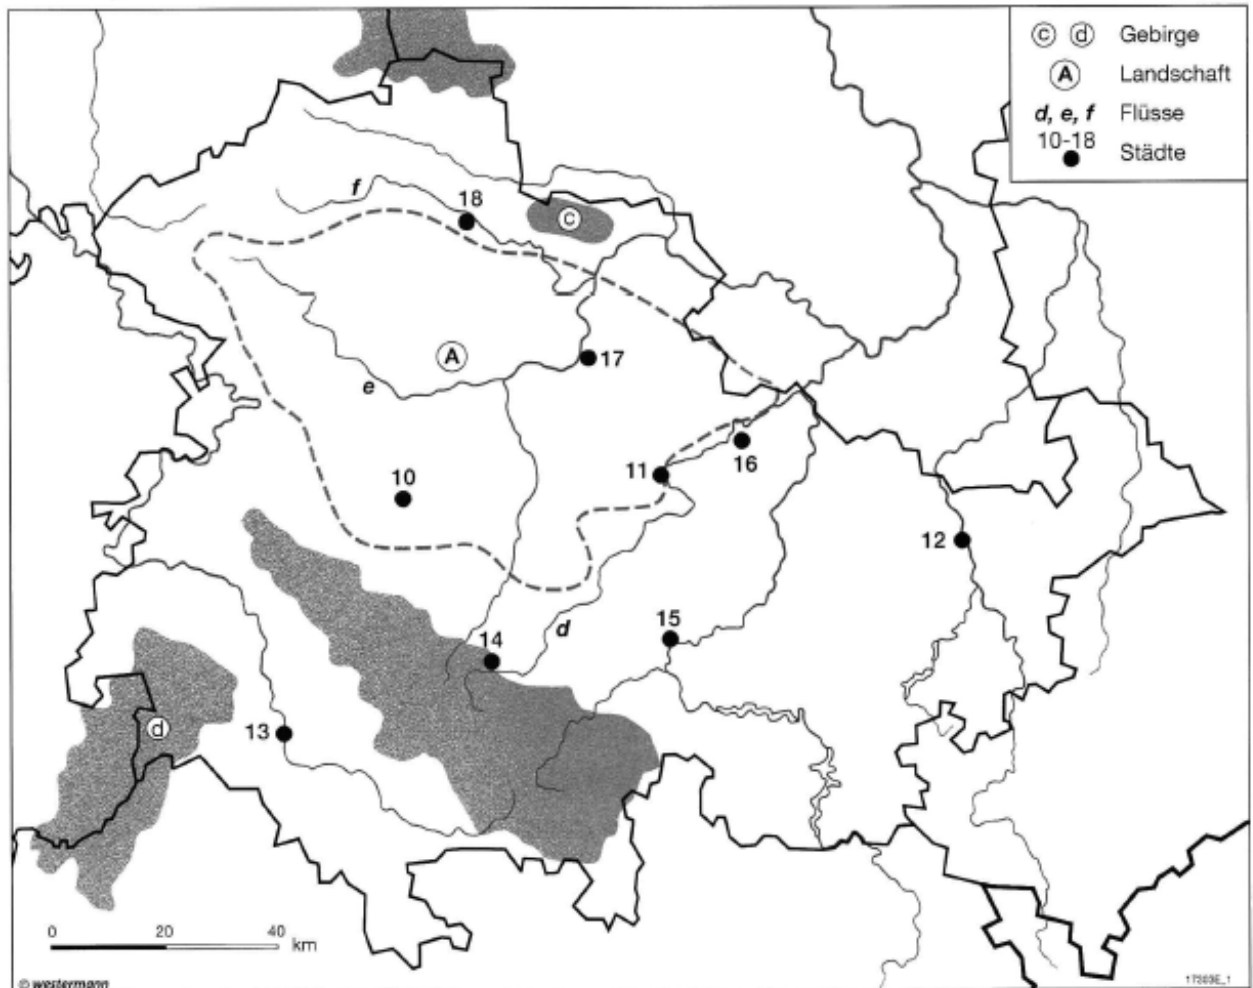 c d Gebirge
A Landschaft
d, e, f Flüsse
10-18 Städte
f
18
c
A
17
e
10
11
16
12
d
15
14
13
d
0 20 40 km
© westermann
17303E_1